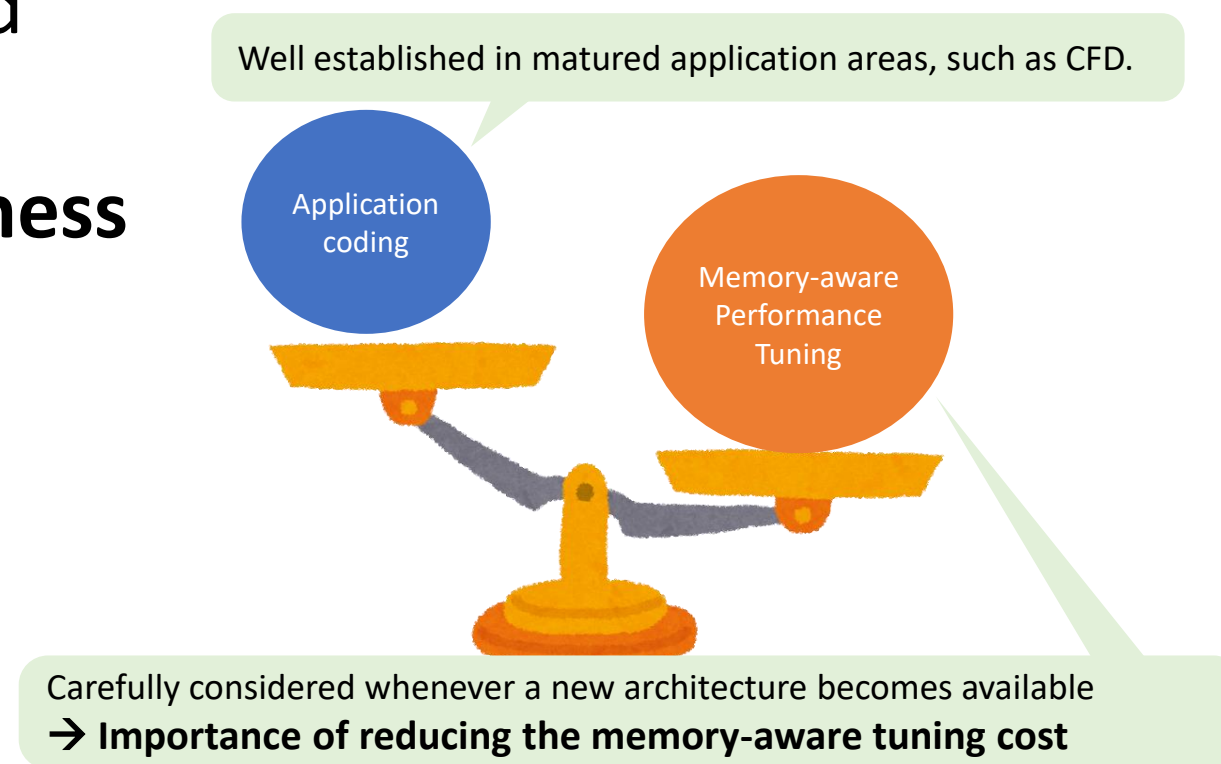 Well established in matured application areas, such as CFD.
ness
Application
coding
Memory-aware
Performance
Tuning
Carefully considered whenever a new architecture becomes available
→ Importance of reducing the memory-aware tuning cost